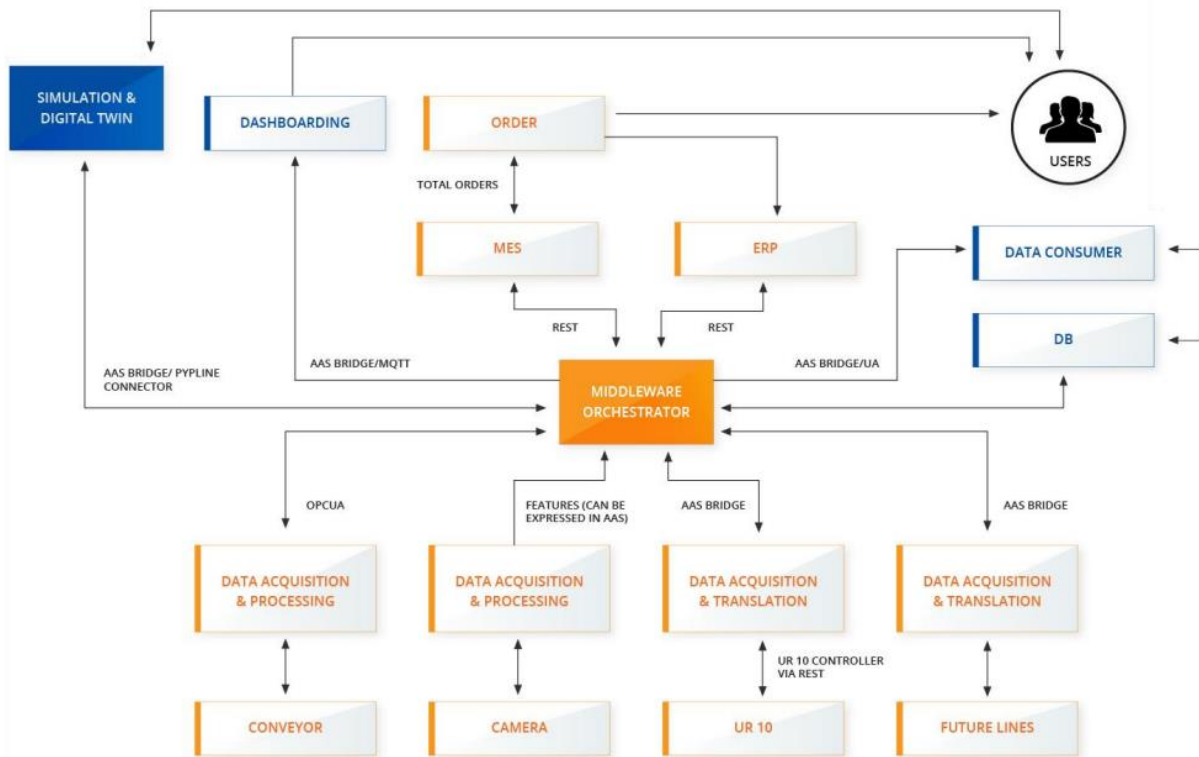 SIMULATION &
DIGITAL TWIN
DASHBOARDING
ORDER
USERS
TOTAL ORDERS
MES
ERP
DATA CONSUMER
REST
REST
DB
AAS BRIDGE/ PYPLINE
CONNECTOR
AAS BRIDGE/MQTT
AAS BRIDGE/UA
MIDDLEWARE
ORCHESTRATOR
OPCUA
FEATURES (CAN BE
EXPRESSED IN AAS)
AAS BRIDGE
AAS BRIDGE
DATA ACQUISITION
& PROCESSING
DATA ACQUISITION
& PROCESSING
DATA ACQUISITION
& TRANSLATION
DATA ACQUISITION
& TRANSLATION
UR 10 CONTROLLER
VIA REST
CONVEYOR
CAMERA
UR 10
FUTURE LINES